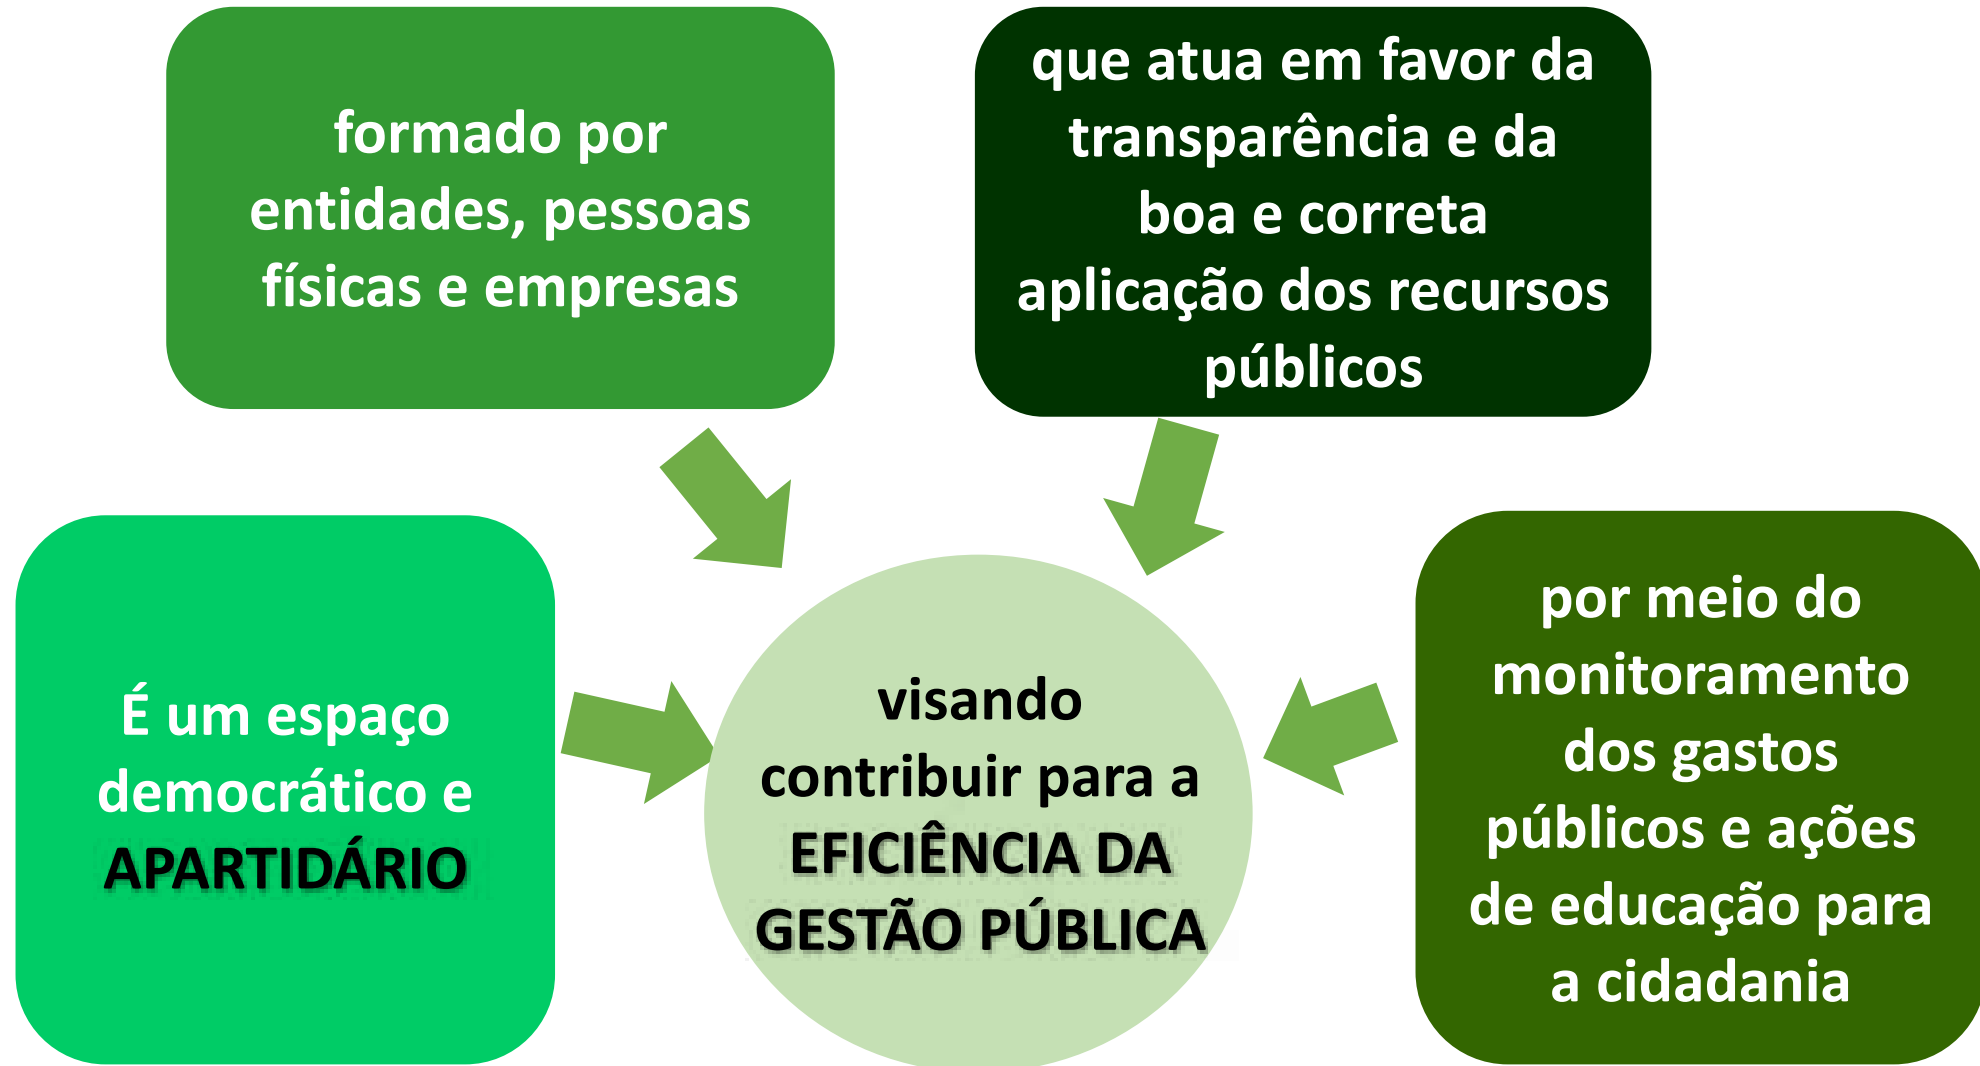 É um espaço
democrático e
APARTIDÁRIO
formado por
entidades, pessoas
físicas e empresas
que atua em favor da
transparência e da
boa e correta
aplicação dos recursos
públicos
por meio do
monitoramento
dos gastos
públicos e ações
de educação para
a cidadania
visando
contribuir para a
EFICIÊNCIA DA
GESTÃO PÚBLICA